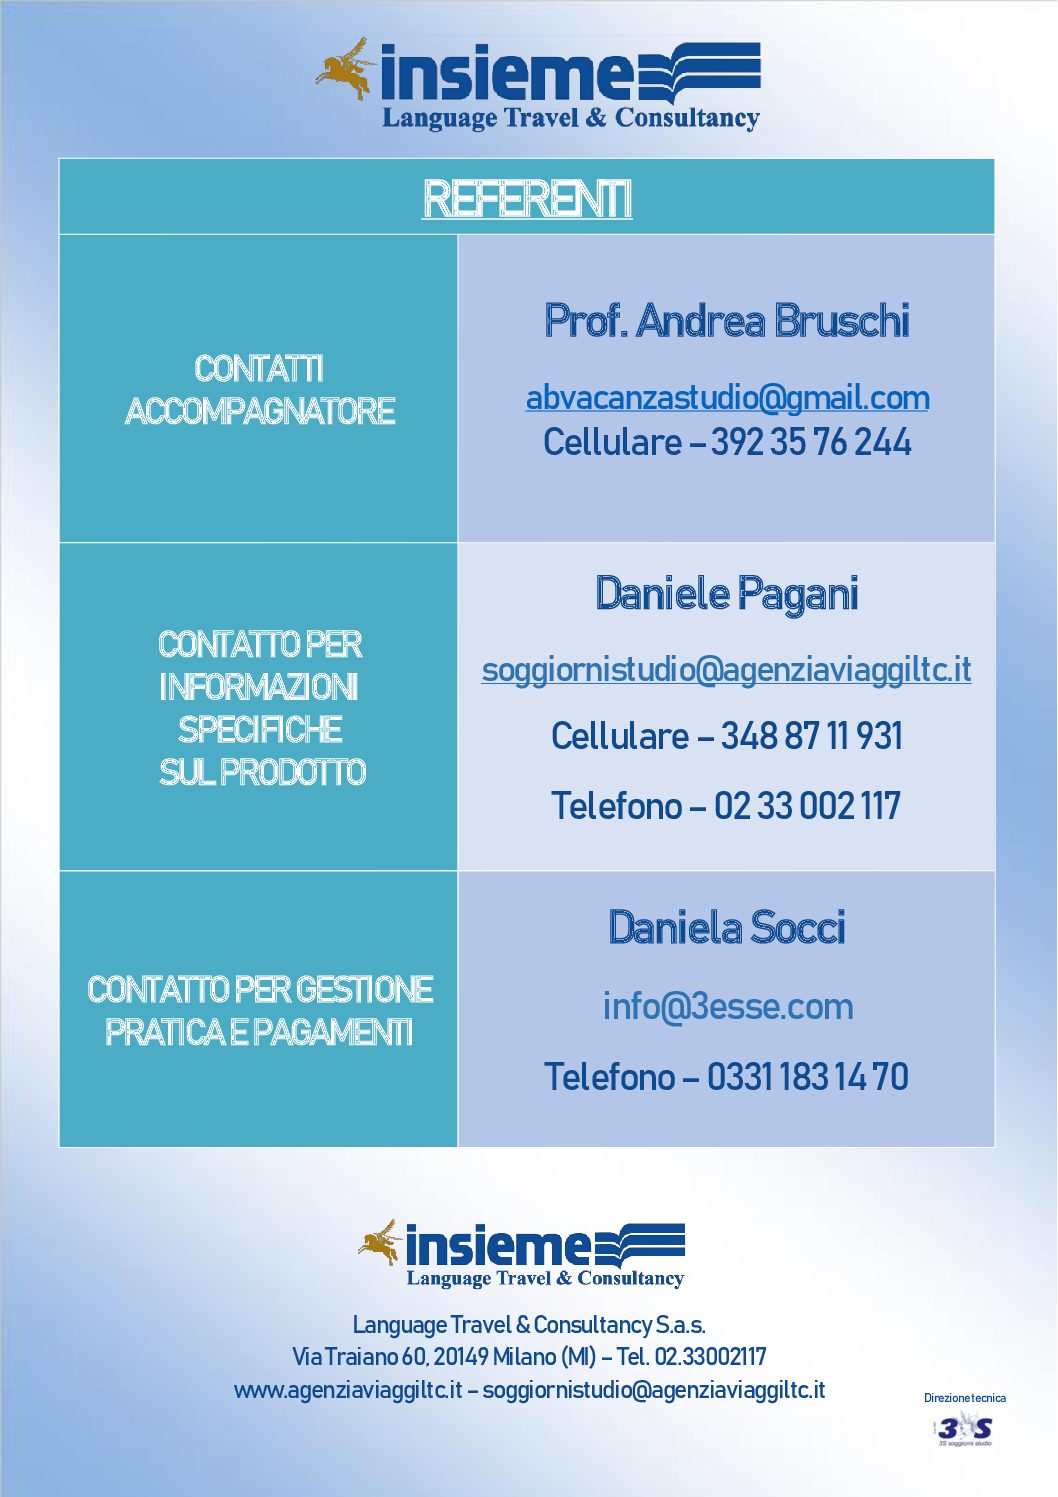 insieme
Language Travel & Consultancy
REFERENTI
CONTATTI
ACCOMPAGNATORE
Prof. Andrea Bruschi
abvacanzastudio@gmail.com
Cellulare – 392 35 76 244
CONTATTO PER
INFORMAZIONI
SPECIFICHE
SUL PRODOTTO
Daniele Pagani
soggiornistudio@agenziaviaggiltc.it
Cellulare – 348 87 11 931
Telefono – 02 33 002 117
CONTATTO PER GESTIONE
PRATICA E PAGAMENTI
Daniela Socci
info@3esse.com
Telefono – 0331 183 14 70
insieme
Language Travel & Consultancy
Language Travel & Consultancy S.a.s.
Via Traiano 60, 20149 Milano (MI) – Tel. 02.33002117
www.agenziaviaggiltc.it – soggiornistudio@agenziaviaggiltc.it
Direzione tecnica
3S
3S soggiorni studio